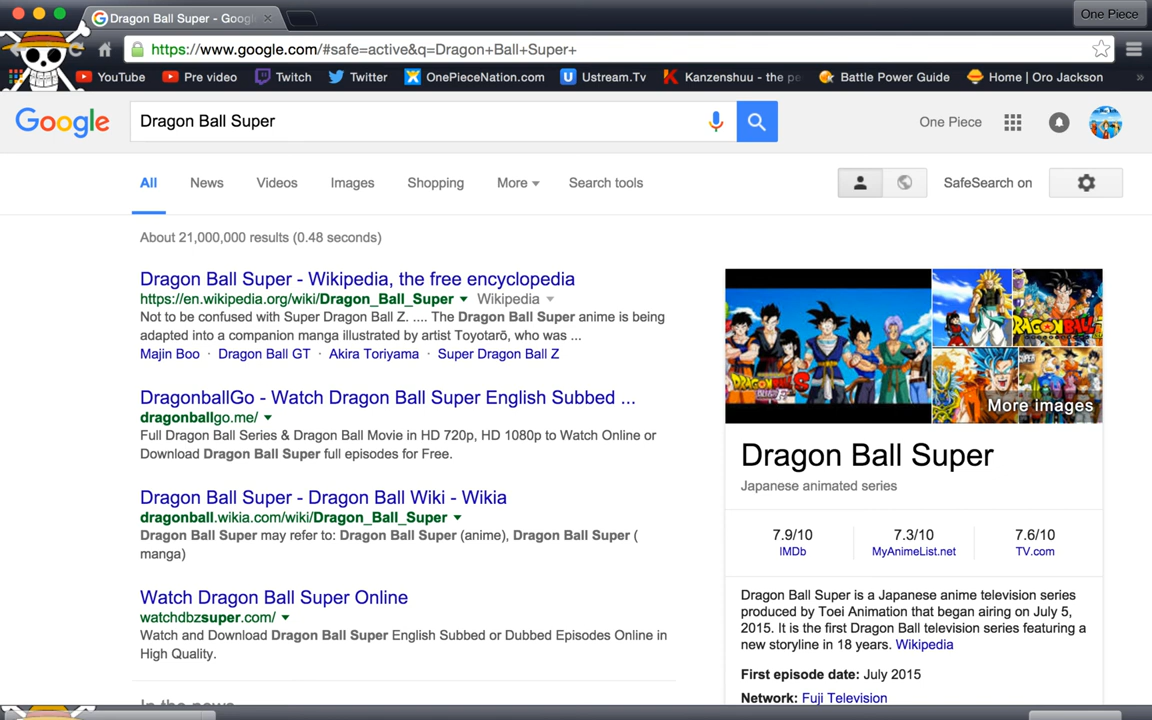 Dragon Ball Super - Goog
One Piece
https://www.google.com/#safe=active&q=Dragon+Ball+Super+
YouTube
Pre video
Twitch
Twitter
OnePieceNation.com
Ustream.Tv
Kanzenshuu - the pe
Battle Power Guide
Home | Oro Jackson
»
Google
Dragon Ball Super
One Piece
All
News
Videos
Images
Shopping
More
Search tools
SafeSearch on
About 21,000,000 results (0.48 seconds)
Dragon Ball Super - Wikipedia, the free encyclopedia
https://en.wikipedia.org/wiki/Dragon_Ball_Super Wikipedia
Not to be confused with Super Dragon Ball Z. .... The Dragon Ball Super anime is being
adapted into a companion manga illustrated by artist Toyotarō, who was ...
Majin Boo · Dragon Ball GT · Akira Toriyama · Super Dragon Ball Z
DragonballGo - Watch Dragon Ball Super English Subbed ...
dragonballgo.me/
Full Dragon Ball Series & Dragon Ball Movie in HD 720p, HD 1080p to Watch Online or
Download Dragon Ball Super full episodes for Free.
Dragon Ball Super - Dragon Ball Wiki - Wikia
dragonball.wikia.com/wiki/Dragon_Ball_Super
Dragon Ball Super may refer to: Dragon Ball Super (anime), Dragon Ball Super (
manga)
Watch Dragon Ball Super Online
watchdbzsuper.com/
Watch and Download Dragon Ball Super English Subbed or Dubbed Episodes Online in
High Quality.
In the news
More images
Dragon Ball Super
Japanese animated series
7.9/10
IMDb
7.3/10
MyAnimeList.net
7.6/10
TV.com
Dragon Ball Super is a Japanese anime television series
produced by Toei Animation that began airing on July 5,
2015. It is the first Dragon Ball television series featuring a
new storyline in 18 years. Wikipedia
First episode date: July 2015
Network: Fuji Television